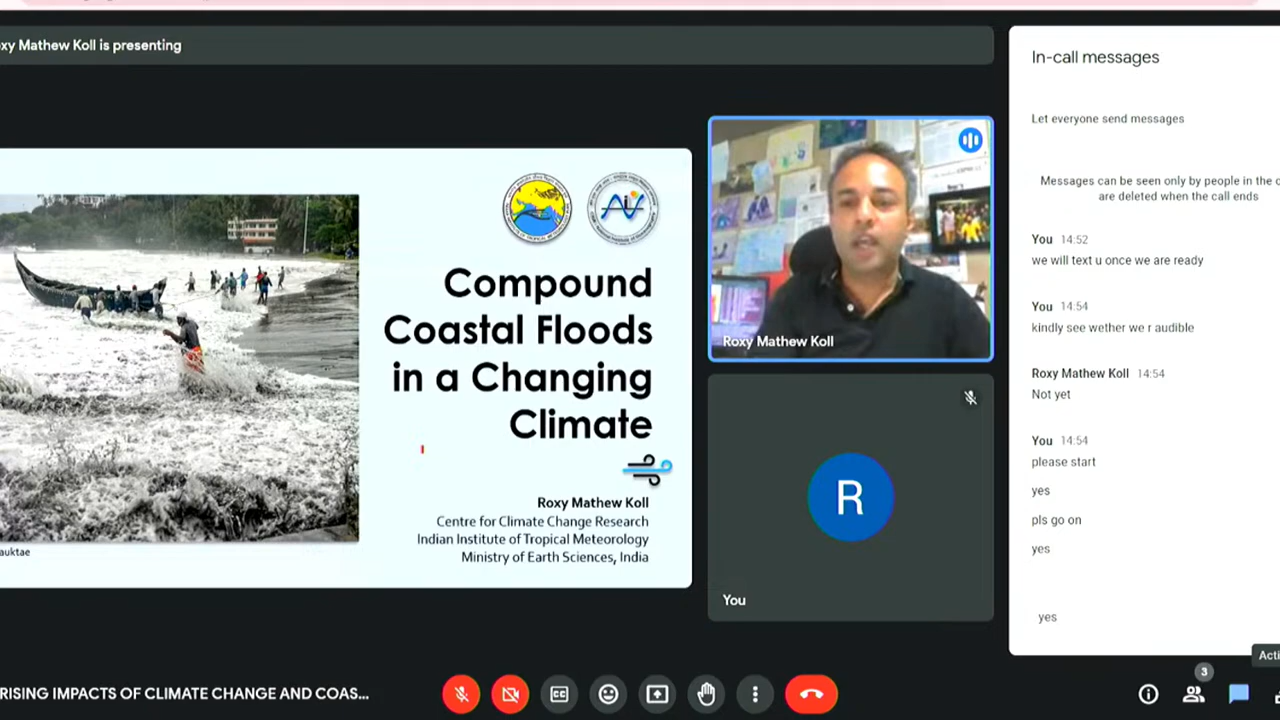 xy Mathew Koll is presenting
Compound
Coastal Floods
in a Changing
Climate
Roxy Mathew Koll
Centre for Climate Change Research
Indian Institute of Tropical Meteorology
Ministry of Earth Sciences, India
auktae
Roxy Mathew Koll
R
You
In-call messages
Let everyone send messages
Messages can be seen only by people in the c
are deleted when the call ends
You 14:52
we will text u once we are ready
You 14:54
kindly see wether we r audible
Roxy Mathew Koll 14:54
Not yet
You 14:54
please start
yes
pls go on
yes
yes
Acti
RISING IMPACTS OF CLIMATE CHANGE AND COAS...
3